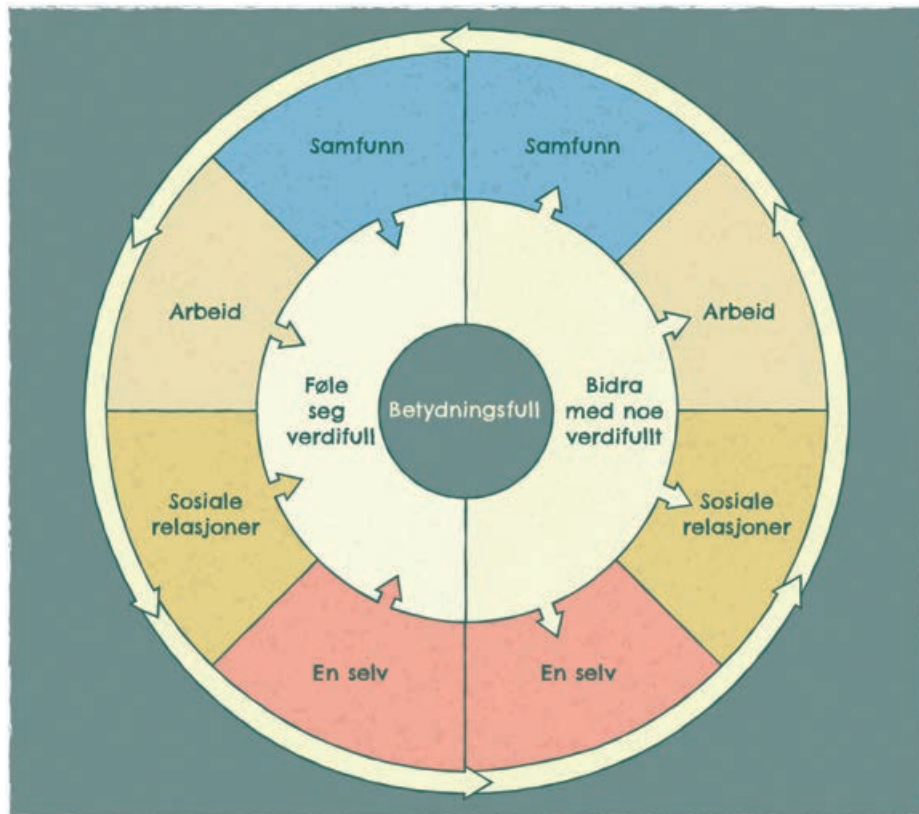 Samfunn
Samfunn
Arbeid
Arbeid
Føle
seg
verdifull
Betydningsfull
Bidra
med noe
verdifullt
Sosiale
relasjoner
Sosiale
relasjoner
En selv
En selv